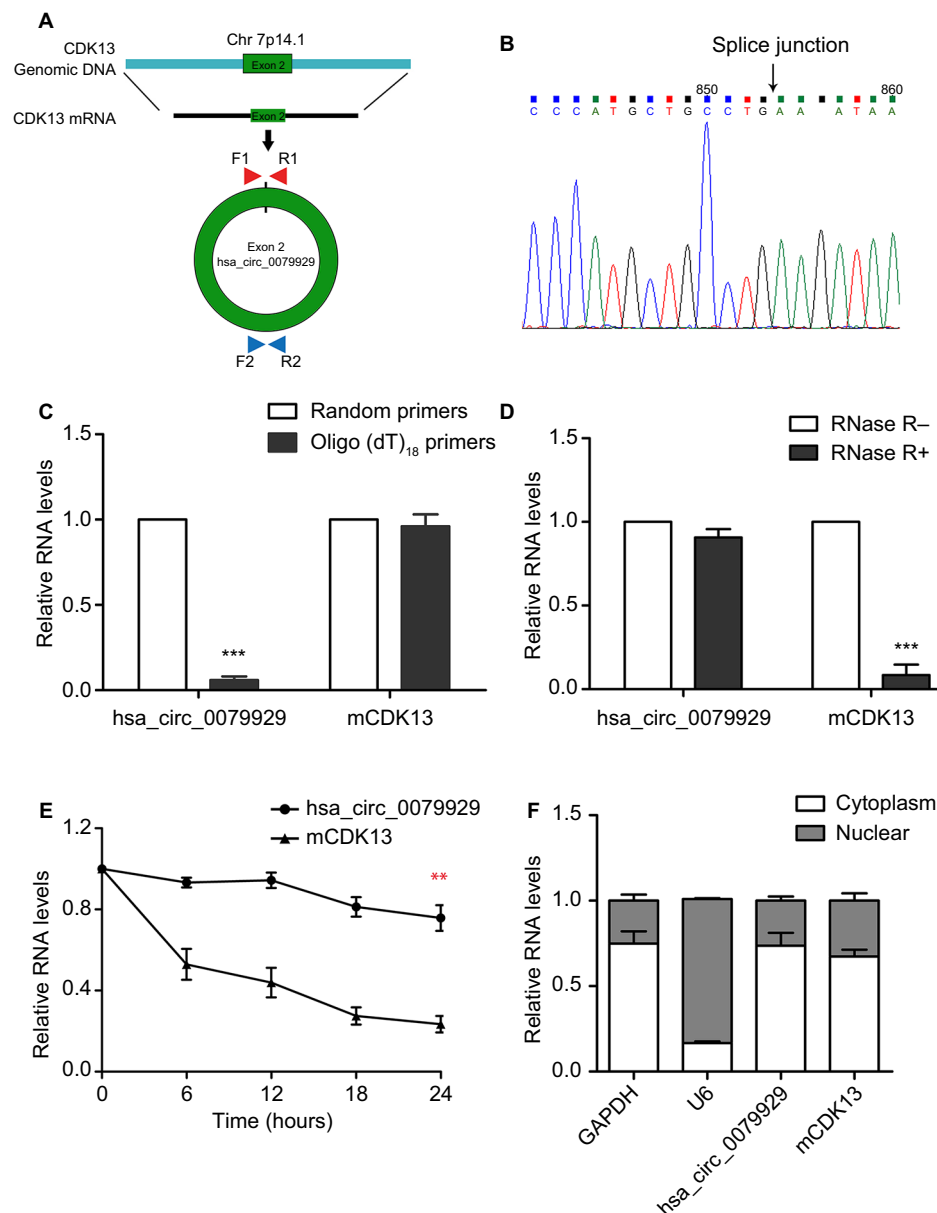 A
Chr 7p14.1
CDK13
Genomic DNA
Exon 2
CDK13 mRNA
Exon 2
F1 R1
Exon 2
hsa_circ_0079929
F2 R2
B
Splice junction
850 860
C C C A T G C T G C C T G A A A T A A
C
Random primers
Oligo (dT)18 primers
Relative RNA levels
1.5
1.0
0.5
0.0
***
hsa_circ_0079929 mCDK13
D
RNase R–
RNase R+
Relative RNA levels
1.5
1.0
0.5
0.0
***
hsa_circ_0079929 mCDK13
E
hsa_circ_0079929
mCDK13
Relative RNA levels
1.2
0.8
0.4
0.0
**
0 6 12 18 24
Time (hours)
F
Cytoplasm
Nuclear
Relative RNA levels
1.5
1.0
0.5
0.0
GAPDH
U6
hsa_circ_0079929
mCDK13